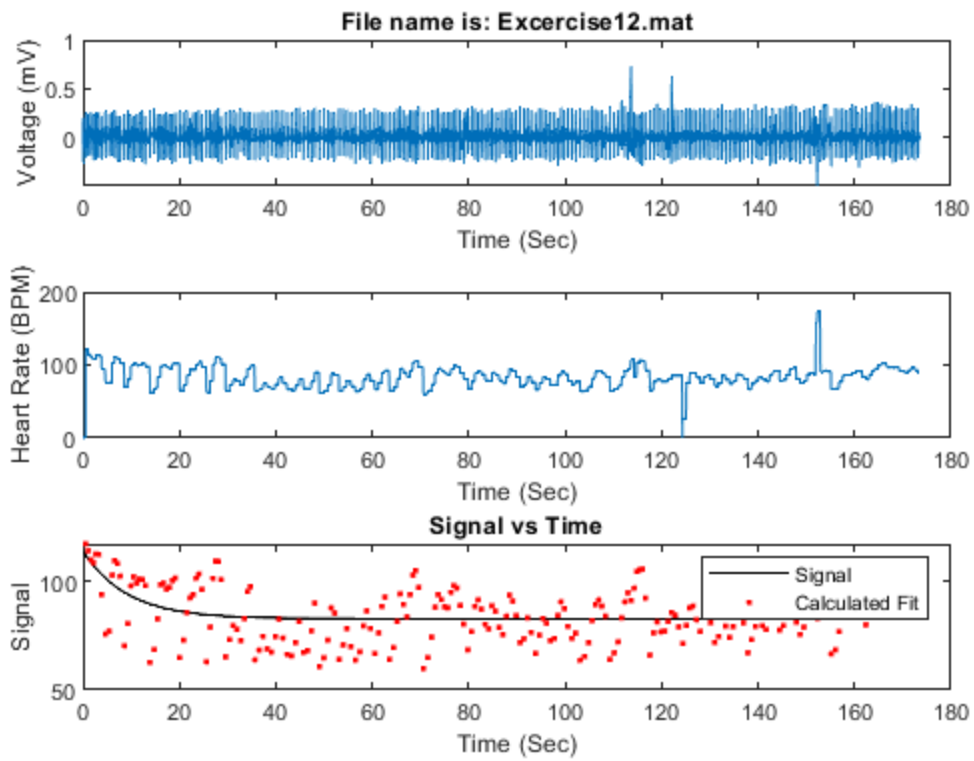 File name is: Excercise12.mat
Voltage (mV)
1
0.5
0
0 20 40 60 80 100 120 140 160 180
Time (Sec)
Heart Rate (BPM)
200
100
0
0 20 40 60 80 100 120 140 160 180
Time (Sec)
Signal vs Time
Signal
100
50
Signal
Calculated Fit
0 20 40 60 80 100 120 140 160 180
Time (Sec)